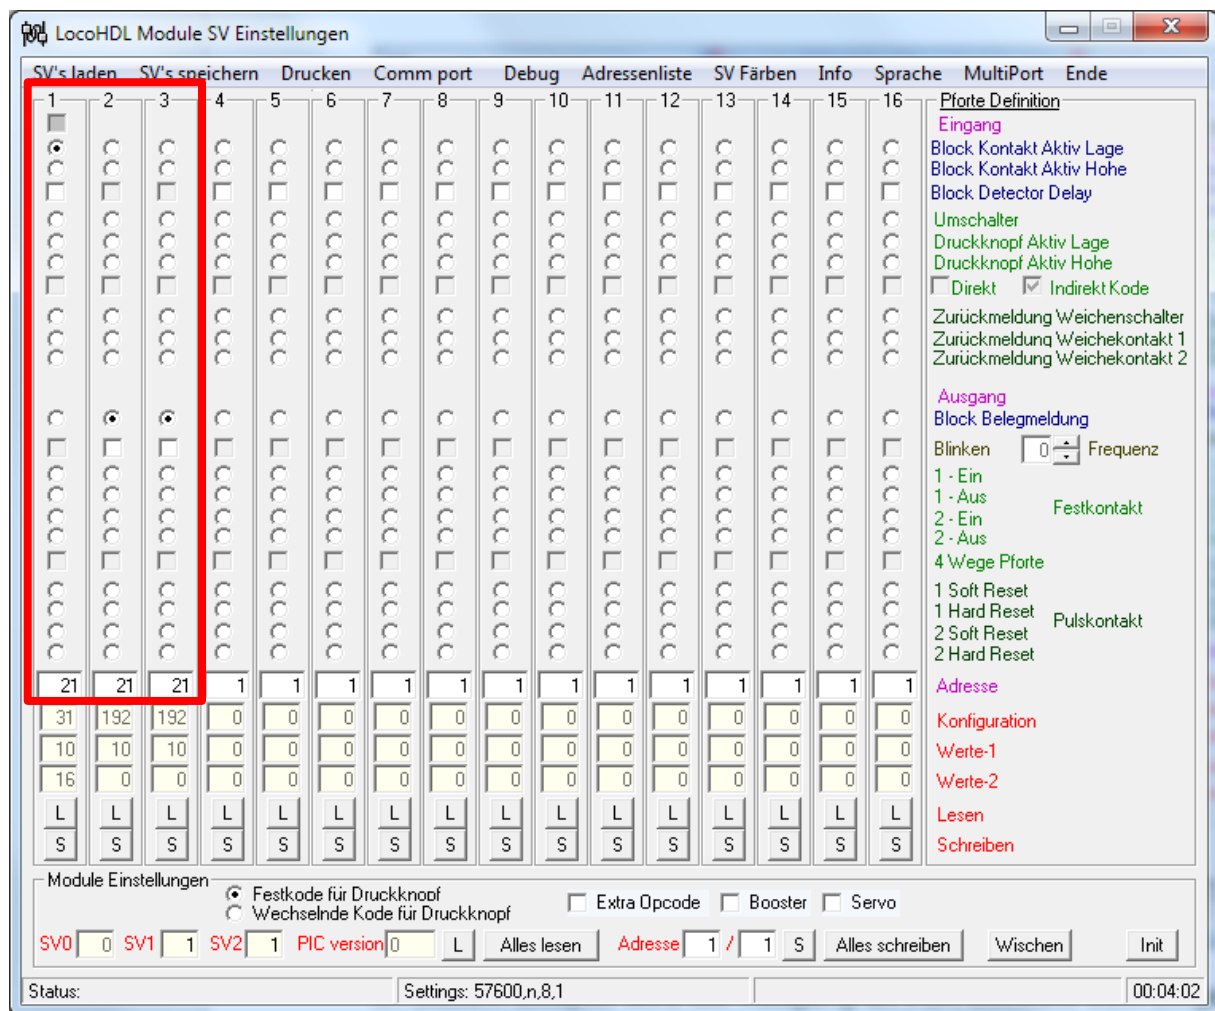 LocoHDL Module SV Einstellungen
SV's laden SV's speichern Drucken Comm port Debug Adressenliste SV Färben Info Sprache MultiPort Ende
1 2 3 4 5 6 7 8 9 10 11 12 13 14 15 16 Pforte Definition
Eingang
Block Kontakt Aktiv Lage
Block Kontakt Aktiv Hohe
Block Detector Delay
Umschalter
Druckknopf Aktiv Lage
Druckknopf Aktiv Hohe
Direkt Indirekt Kode
Zurückmeldung Weichenschalter
Zurückmeldung Weichekontakt 1
Zurückmeldung Weichekontakt 2
Ausgang
Block Belegmeldung
Blinken 0 Frequenz
1 - Ein
1 - Aus
Festkontakt
2 - Ein
2 - Aus
4 Wege Pforte
1 Soft Reset
1 Hard Reset
Pulskontakt
2 Soft Reset
2 Hard Reset
21 21 21 1 1 1 1 1 1 1 1 1 1 1 1 1 Adresse
31 192 192 0 0 0 0 0 0 0 0 0 0 0 0 0 Konfiguration
10 10 10 0 0 0 0 0 0 0 0 0 0 0 0 0 Werte-1
16 0 0 0 0 0 0 0 0 0 0 0 0 0 0 0 Werte-2
L L L L L L L L L L L L L L L L Lesen
S S S S S S S S S S S S S S S S Schreiben
Module Einstellungen
Festkode für Druckknopf
Wechselnde Kode für Druckknopf
Extra Opcode Booster Servo
SV0 0 SV1 1 SV2 1 PIC version 0 L Alles lesen Adresse 1 / 1 S Alles schreiben Wischen Init
Status: Settings: 57600,n,8,1 00:04:02